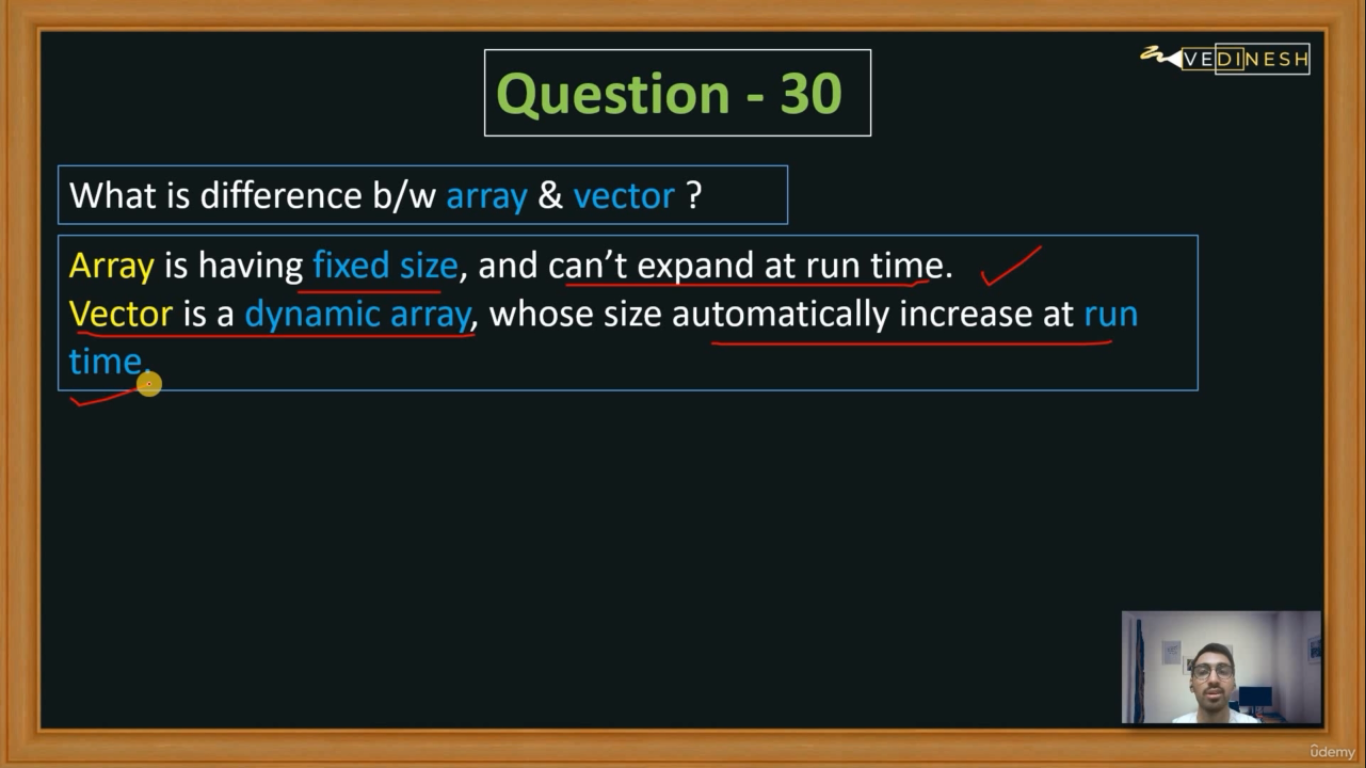 VEDINESH
Question - 30
What is difference b/w array & vector ?
Array is having fixed size, and can’t expand at run time.
Vector is a dynamic array, whose size automatically increase at run
time.
ûdemy